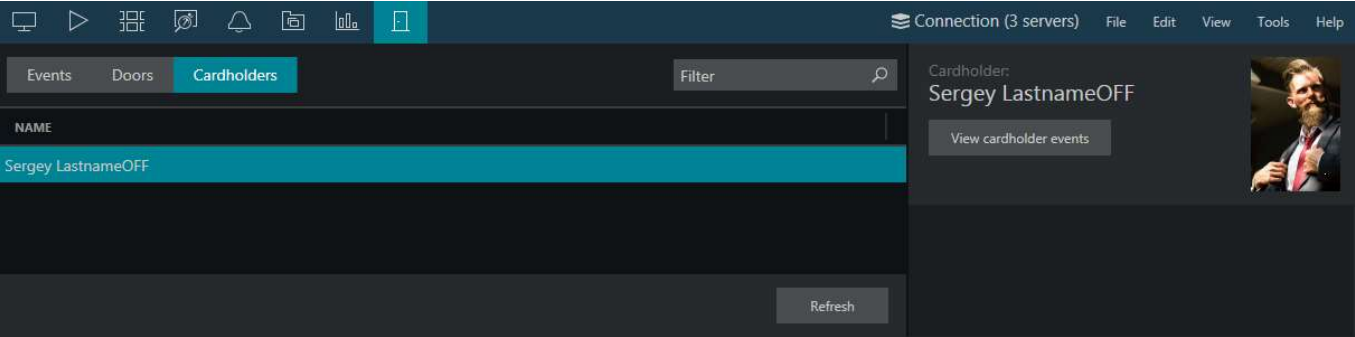 Connection (3 servers) File Edit View Tools Help
Events Doors Cardholders Filter
Cardholder:
Sergey LastnameOFF
View cardholder events
NAME
Sergey LastnameOFF
Refresh